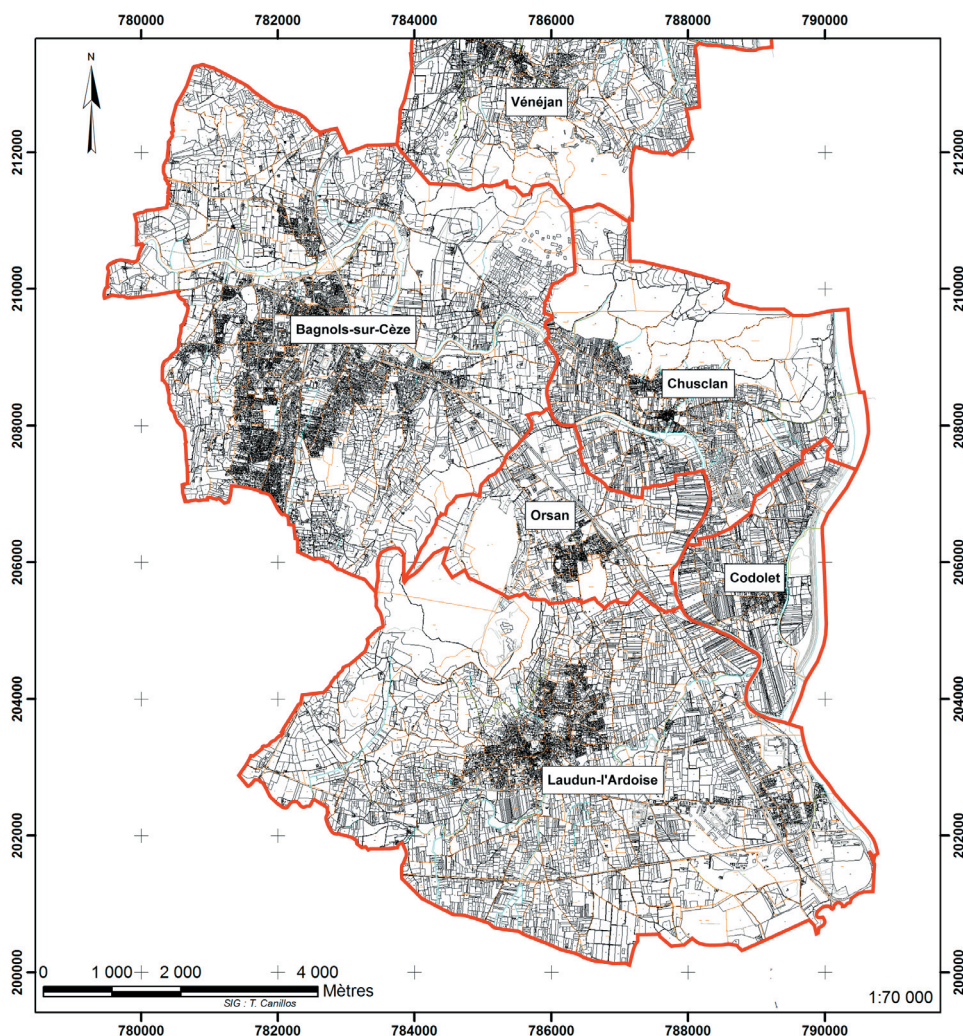 780000 782000 784000 786000 788000 790000
N
Vénéjan
212000 212000
210000 210000
Bagnols-sur-Cèze
Chusclan
208000 208000
Orsan
206000 206000
Codolet
204000 204000
Laudun-l'Ardoise
202000 202000
200000 200000
0 1 000 2 000 4 000
Mètres
SIG : T. Canillos
1:70 000
780000 782000 784000 786000 788000 790000